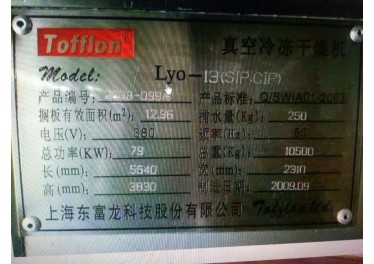 Tofflon® 真空冷冻干燥机
Model: Lyo-13(SIP.CIP)
产品编号: 产品标准: Q/SWIA01-2007
搁板有效面积(m²): 12.96 排水量(Kg): 250
电压(V): 380 频率(Hz): 50
总功率(KW): 79 总重(Kg): 10500
长(mm): 5540 宽(mm): 2310
高(mm): 3830 制造日期: 2009.09
上海东富龙科技股份有限公司 Tofflon Ltd.